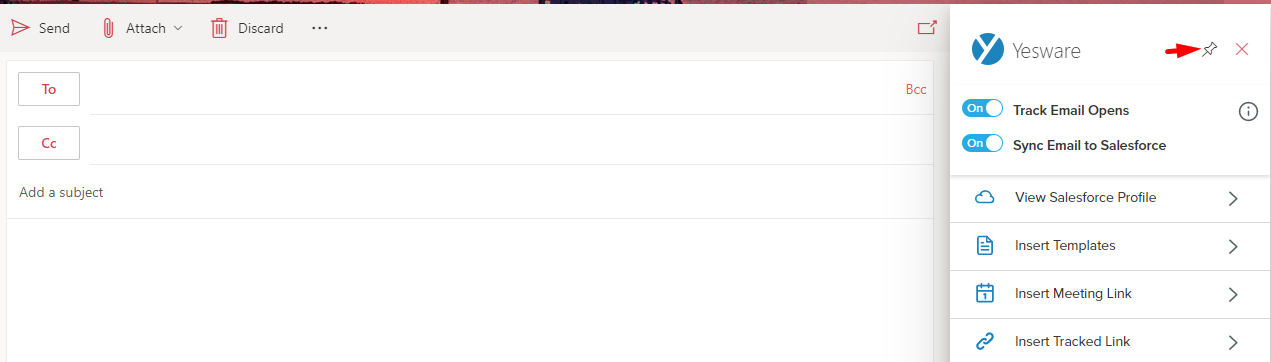 Send Attach Discard ...
To
Bcc
Cc
Add a subject
Yesware
On Track Email Opens
On Sync Email to Salesforce
View Salesforce Profile
Insert Templates
1 Insert Meeting Link
Insert Tracked Link